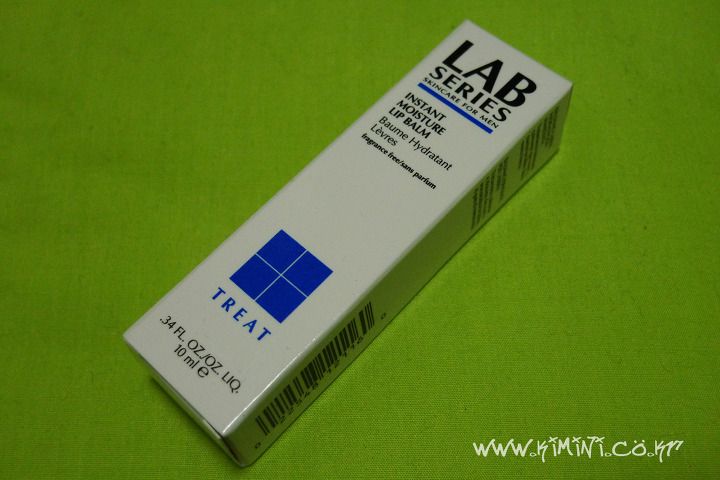 LAB
SERIES
SKINCARE FOR MEN
INSTANT
MOISTURE
LIP BALM
Baume Hydratant
Lèvres
fragrance free/sans parfum
TREAT
.34 FL. OZ./OZ. LIQ.
10 ml e
www.kimini.co.kr